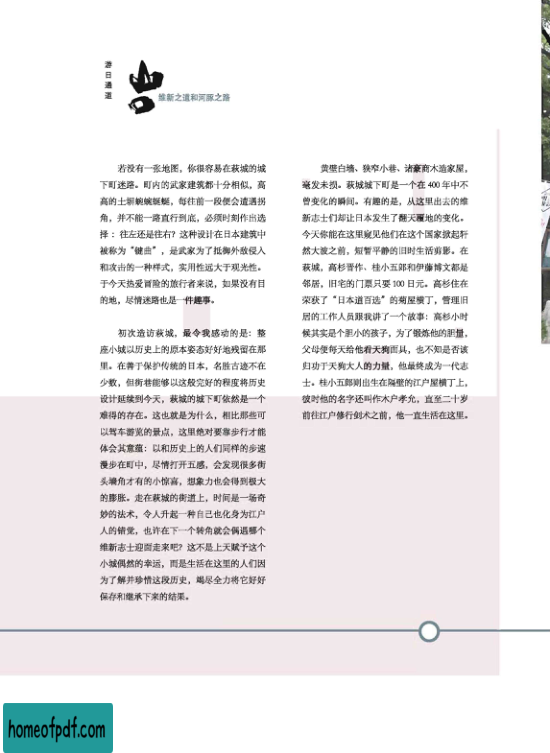 游日通道
维新之道和河豚之路
若没有一张地图，你很容易在萩城的城
下町迷路。町内的武家建筑都十分相似，高
高的土塀蜿蜿蜒蜒，每往前一段便会遭遇拐
角，并不能一路直行到底，必须时刻作出选
择：往左还是往右？这种设计在日本建筑中
被称为“键曲”，是武家为了抵御外敌侵入
和攻击的一种样式，实用性远大于观光性。
于今天热爱冒险的旅行者来说，如果没有目
的地，尽情迷路也是一件趣事。
初次造访萩城，最令我感动的是：整
座小城以历史上的原本姿态好好地残留在那
里。在善于保护传统的日本，名胜古迹不在
少数，但街巷能够以这般完好的程度将历史
设计延续到今天，萩城的城下町依然是一个
难得的存在。这也就是为什么，相比那些可
以驾车游览的景点，这里绝对要靠步行才能
体会其意蕴：以和历史上的人们同样的步速
漫步在町中，尽情打开五感，会发现很多街
头墙角才有的小惊喜，想象力也会得到极大
的膨胀。走在萩城的街道上，时间是一场奇
妙的法术，令人升起一种自己也化身为江户
人的错觉，也许在下一个转角就会偶遇哪个
维新志士迎面走来吧？这不是上天赋予这个
小城偶然的幸运，而是生活在这里的人们因
为了解并珍惜这段历史，竭尽全力将它好好
保存和继承下来的结果。
黄壁白墙、狭窄小巷、诸豪商木造家屋，
毫发未损。萩城城下町是一个在 400 年中不
曾变化的瞬间。有趣的是，从这里出去的维
新志士们却让日本发生了翻天覆地的变化。
今天你能在这里窥见他们在这个国家掀起轩
然大波之前，短暂平静的旧时生活剪影。在
萩城，高杉晋作、桂小五郎和伊藤博文都是
邻居，旧宅的门票只要 100 日元。高杉住在
荣获了“日本道百选”的菊屋横丁，管理旧
居的工作人员跟我讲了一个故事：高杉小时
候其实是个胆小的孩子，为了锻炼他的胆量，
父母便每天给他看天狗面具，也不知是否该
归功于天狗大人的力量，他最终成为一代志
士。桂小五郎则出生在隔壁的江户屋横丁上，
彼时他的名字还叫作木户孝允，直至二十岁
前往江户修行剑术之前，他一直生活在这里。
homeofpdf.com